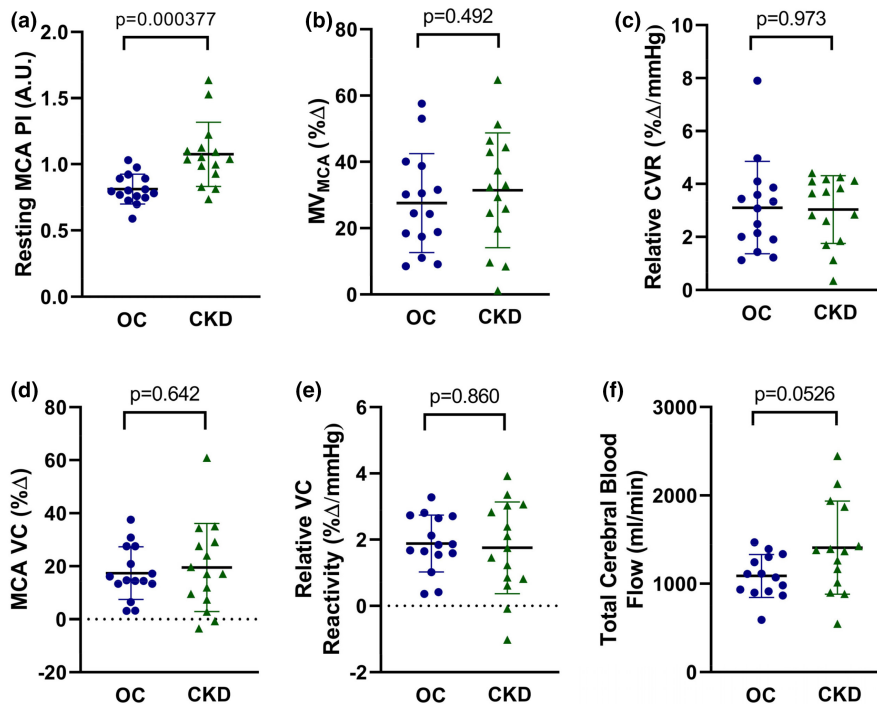 (a)
p=0.000377
Resting MCA PI (A.U.)
2.0
1.5
1.0
0.5
0.0
OC
CKD
(b)
p=0.492
MV_MCA (%Δ)
80
60
40
20
0
OC
CKD
(c)
p=0.973
Relative CVR (%Δ/mmHg)
10
8
6
4
2
0
OC
CKD
(d)
p=0.642
MCA VC (%Δ)
80
60
40
20
0
-20
OC
CKD
(e)
p=0.860
Relative VC
Reactivity (%Δ/mmHg)
6
4
2
0
-2
OC
CKD
(f)
p=0.0526
Total Cerebral Blood
Flow (ml/min)
3000
2000
1000
0
OC
CKD